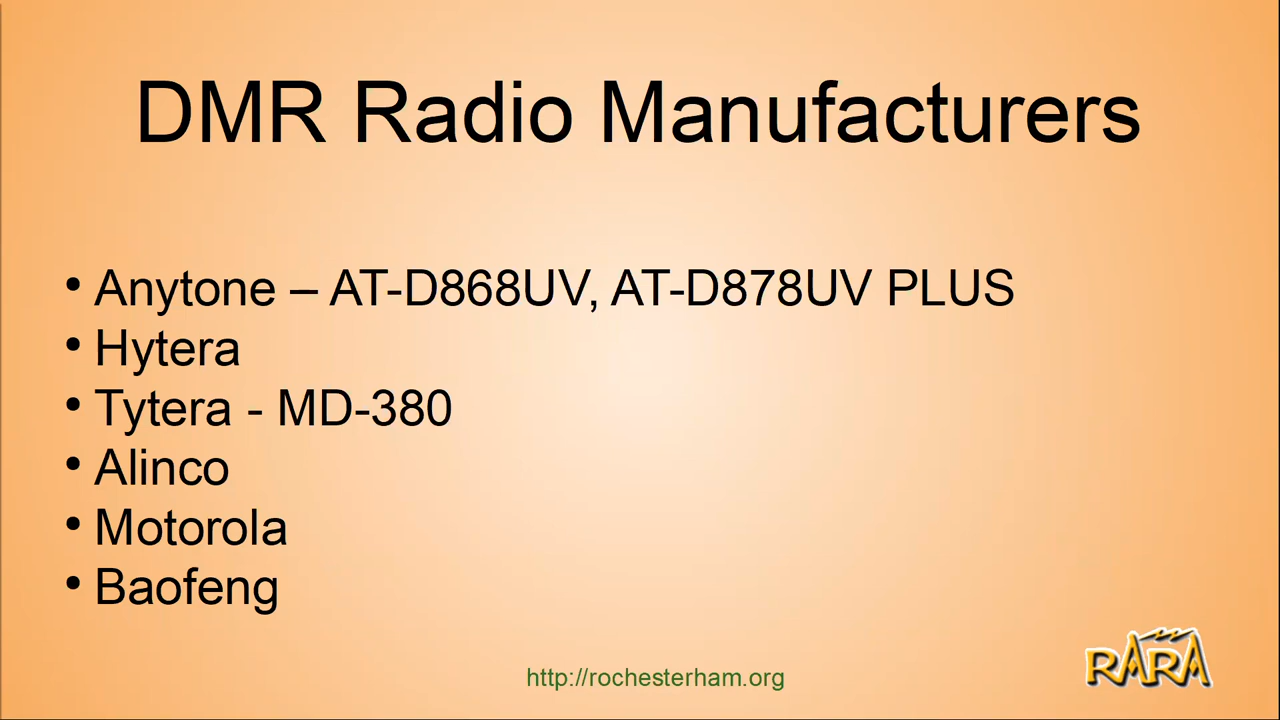 DMR Radio Manufacturers
• Anytone – AT-D868UV, AT-D878UV PLUS
• Hytera
• Tytera - MD-380
• Alinco
• Motorola
• Baofeng
http://rochesterham.org
RARA